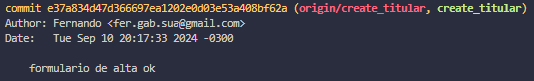 commit e37a834d47d366697ea1202e0d03e53a408bf62a (origin/create_titular, create_titular)
Author: Fernando <fer.gab.sua@gmail.com>
Date:   Tue Sep 10 20:17:33 2024 -0300
    formulario de alta ok